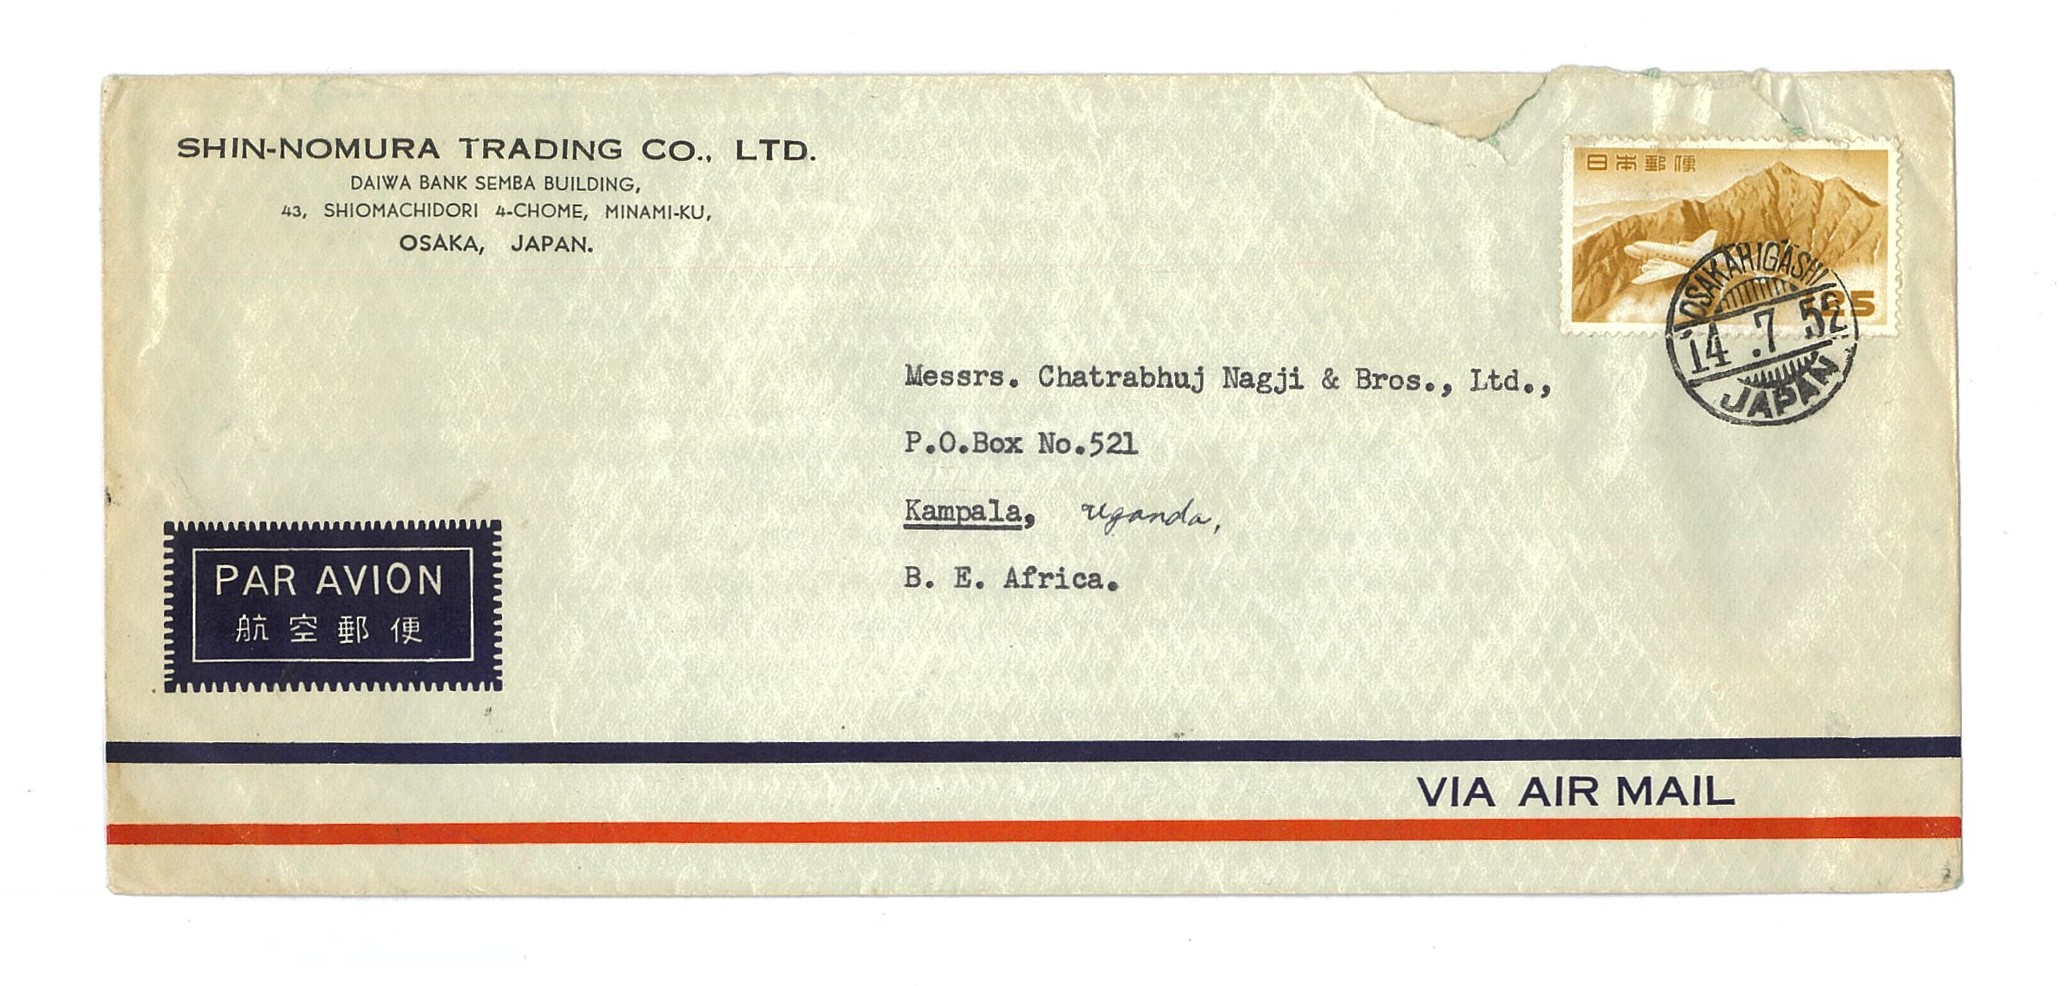 SHIN-NOMURA TRADING CO., LTD.
DAIWA BANK SEMBA BUILDING,
43, SHIOMACHIDORI 4-CHOME, MINAMI-KU,
OSAKA, JAPAN.
日本郵便
OSAKAHIGASHI
14.7.52
JAPAN
Messrs. Chatrabhuj Nagji & Bros., Ltd.,
P.O.Box No.521
Kampala, Uganda,
B. E. Africa.
PAR AVION
航空郵便
VIA AIR MAIL